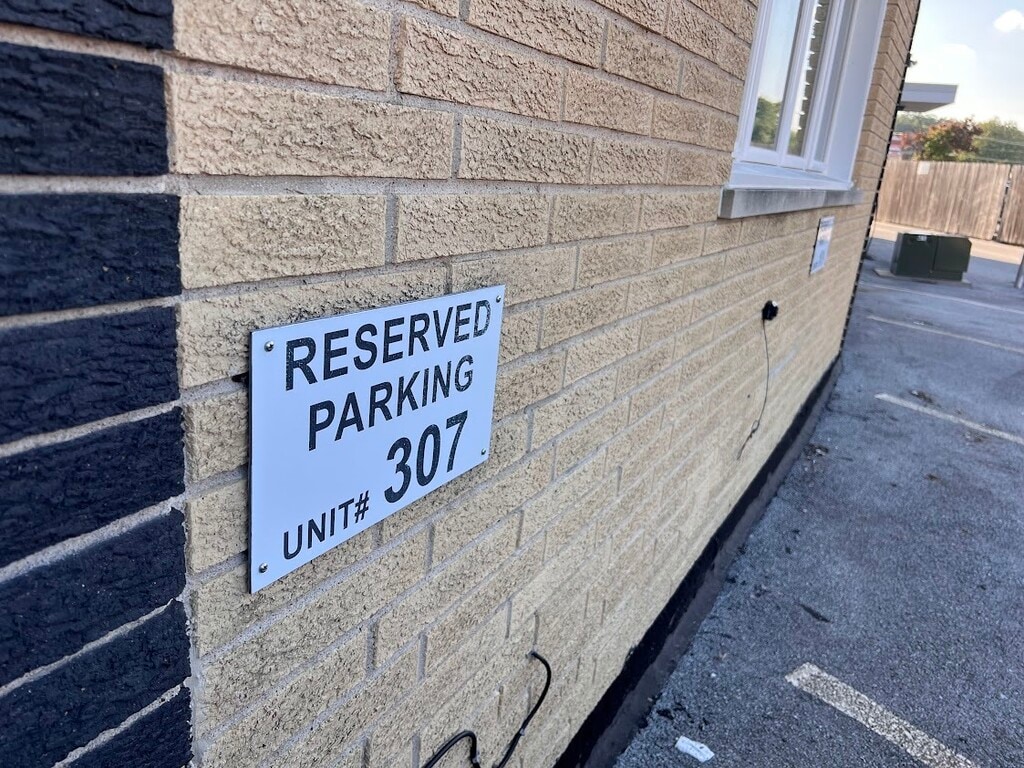 RESERVED
PARKING
UNIT# 307